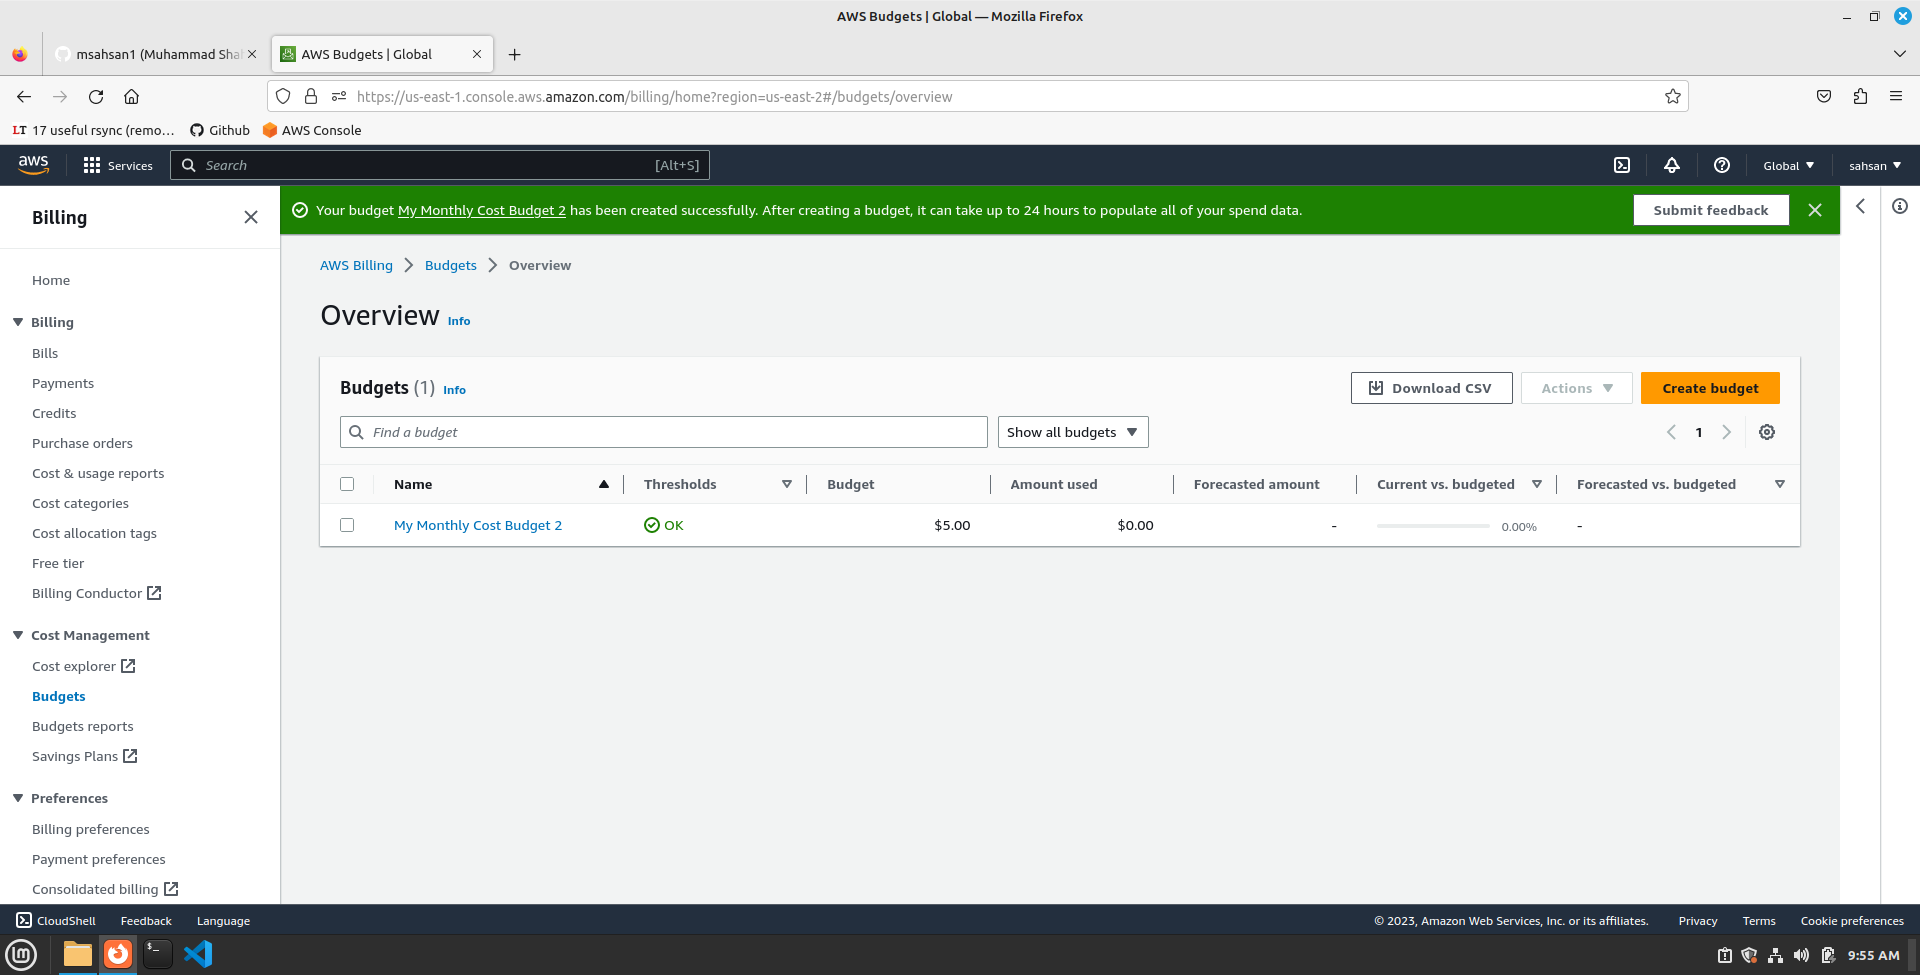 AWS Budgets | Global — Mozilla Firefox
msahsan1 (Muhammad Sha
AWS Budgets | Global
https://us-east-1.console.aws.amazon.com/billing/home?region=us-east-2#/budgets/overview
LT 17 useful rsync (remo…
Github
AWS Console
aws
Services
Search
[Alt+S]
Global
sahsan
Billing
Your budget My Monthly Cost Budget 2 has been created successfully. After creating a budget, it can take up to 24 hours to populate all of your spend data.
Submit feedback
Home
Billing
Bills
Payments
Credits
Purchase orders
Cost & usage reports
Cost categories
Cost allocation tags
Free tier
Billing Conductor
Cost Management
Cost explorer
Budgets
Budgets reports
Savings Plans
Preferences
Billing preferences
Payment preferences
Consolidated billing
AWS Billing
Budgets
Overview
Overview Info
Budgets (1) Info
Download CSV
Actions
Create budget
Find a budget
Show all budgets
1
Name Thresholds Budget Amount used Forecasted amount Current vs. budgeted Forecasted vs. budgeted
My Monthly Cost Budget 2 OK $5.00 $0.00 - 0.00% -
CloudShell Feedback Language
© 2023, Amazon Web Services, Inc. or its affiliates. Privacy Terms Cookie preferences
9:55 AM